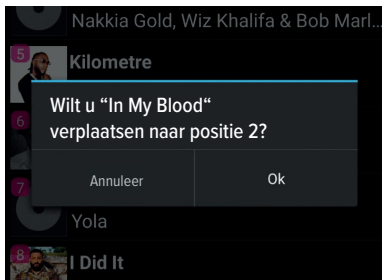 Nakkia Gold, Wiz Khalifa & Bob Marl...
5
Kilometre
Wilt u “In My Blood“
verplaatsen naar positie 2?
6
Annuleer Ok
7
Yola
8
I Did It